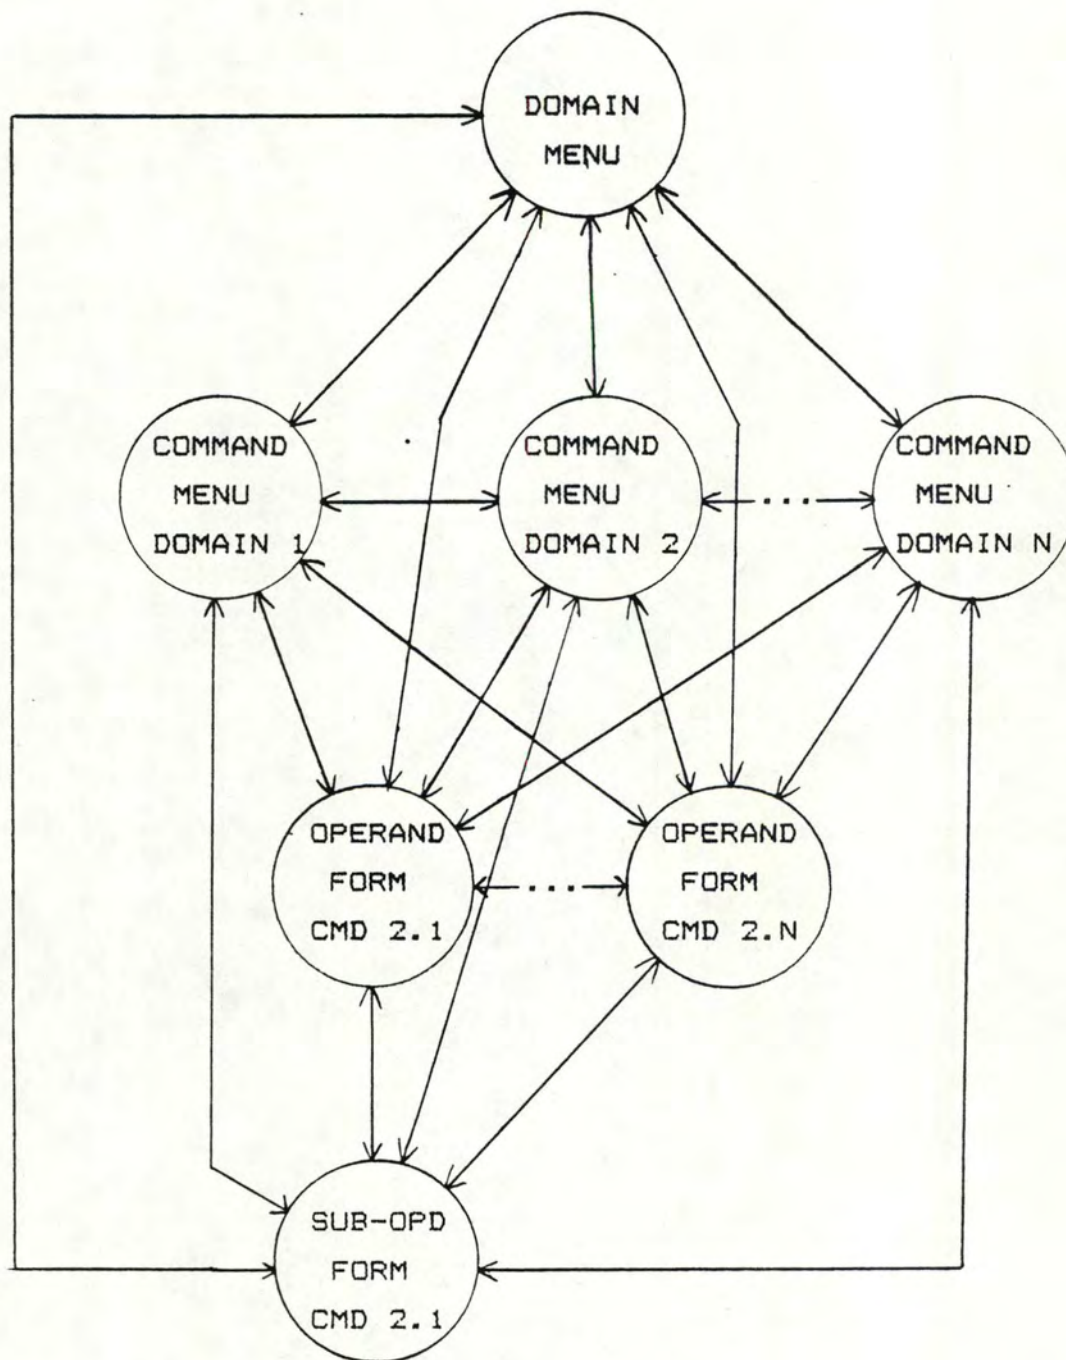 DOMAIN
MENU
COMMAND
MENU
DOMAIN 1
COMMAND
MENU
DOMAIN 2
...
COMMAND
MENU
DOMAIN N
OPERAND
FORM
CMD 2.1
...
OPERAND
FORM
CMD 2.N
SUB-OPD
FORM
CMD 2.1